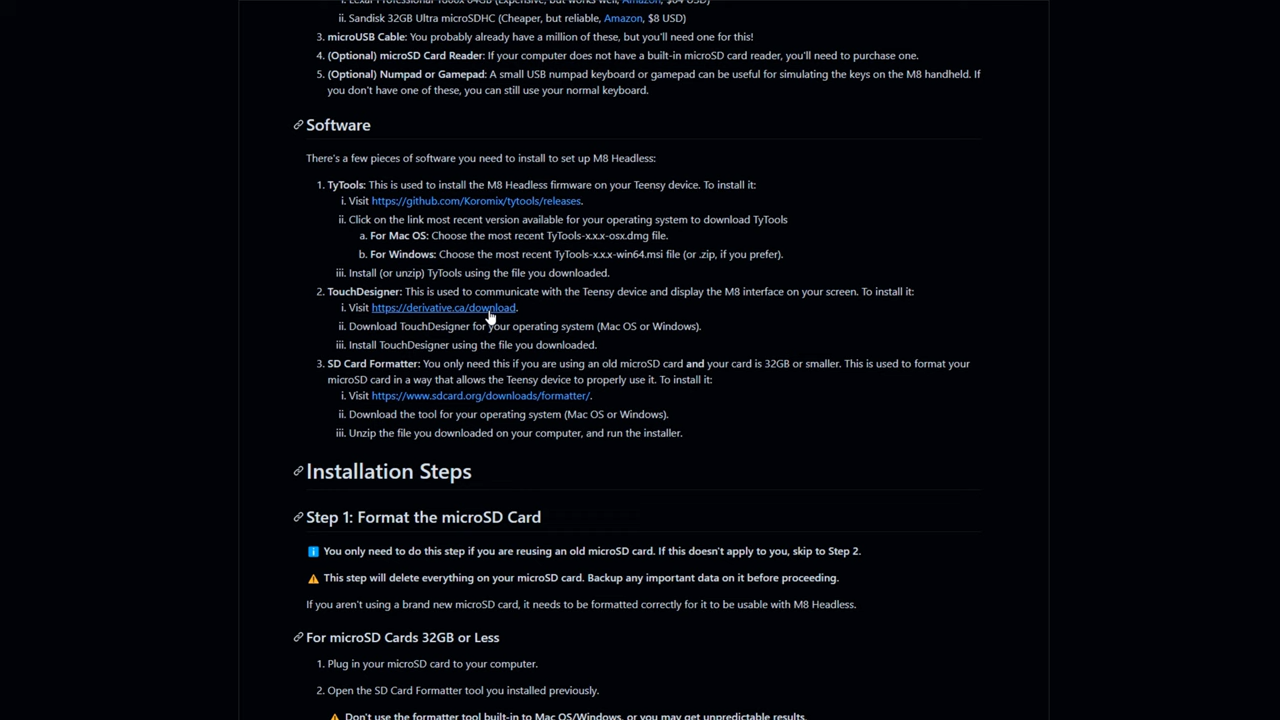 i. Lexar Professional 1066x 64GB (Expensive, but works well, Amazon, $64 USD)
ii. Sandisk 32GB Ultra microSDHC (Cheaper, but reliable, Amazon, $8 USD)
3. microUSB Cable: You probably already have a million of these, but you'll need one for this!
4. (Optional) microSD Card Reader: If your computer does not have a built-in microSD card reader, you'll need to purchase one.
5. (Optional) Numpad or Gamepad: A small USB numpad keyboard or gamepad can be useful for simulating the keys on the M8 handheld. If
you don't have one of these, you can still use your normal keyboard.
Software
There's a few pieces of software you need to install to set up M8 Headless:
1. TyTools: This is used to install the M8 Headless firmware on your Teensy device. To install it:
i. Visit https://github.com/Koromix/tytools/releases.
ii. Click on the link most recent version available for your operating system to download TyTools
a. For Mac OS: Choose the most recent TyTools-x.x.x-osx.dmg file.
b. For Windows: Choose the most recent TyTools-x.x.x-win64.msi file (or .zip, if you prefer).
iii. Install (or unzip) TyTools using the file you downloaded.
2. TouchDesigner: This is used to communicate with the Teensy device and display the M8 interface on your screen. To install it:
i. Visit https://derivative.ca/download.
ii. Download TouchDesigner for your operating system (Mac OS or Windows).
iii. Install TouchDesigner using the file you downloaded.
3. SD Card Formatter: You only need this if you are using an old microSD card and your card is 32GB or smaller. This is used to format your
microSD card in a way that allows the Teensy device to properly use it. To install it:
i. Visit https://www.sdcard.org/downloads/formatter/.
ii. Download the tool for your operating system (Mac OS or Windows).
iii. Unzip the file you downloaded on your computer, and run the installer.
Installation Steps
Step 1: Format the microSD Card
You only need to do this step if you are reusing an old microSD card. If this doesn't apply to you, skip to Step 2.
This step will delete everything on your microSD card. Backup any important data on it before proceeding.
If you aren't using a brand new microSD card, it needs to be formatted correctly for it to be usable with M8 Headless.
For microSD Cards 32GB or Less
1. Plug in your microSD card to your computer.
2. Open the SD Card Formatter tool you installed previously.
Don't use the formatter tool built-in to Mac OS/Windows, or you may get unpredictable results.